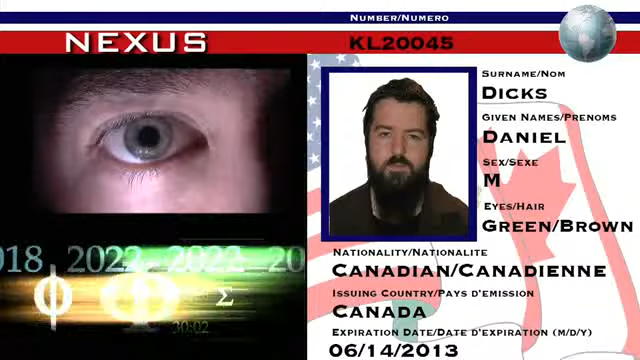 NUMBER/NUMERO
NEXUS
KL20045
SURNAME/NOM
DICKS
GIVEN NAMES/PRENOMS
DANIEL
SEX/SEXE
M
EYES/HAIR
GREEN/BROWN
018 2022 2022 20
NATIONALITY/NATIONALITE
CANADIAN/CANADIENNE
ISSUING COUNTRY/PAYS D'EMISSION
CANADA
Φ Φ Σ
30:02
EXPIRATION DATE/DATE D'EXPIRATION (M/D/Y)
06/14/2013